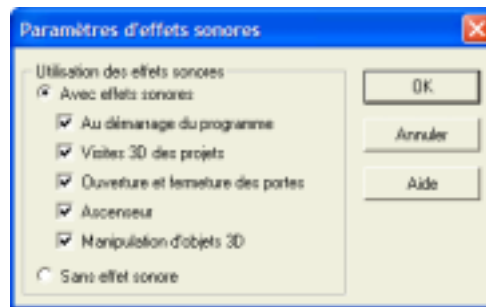 Paramètres d'effets sonores
Utilisation des effets sonores
Avec effets sonores
Au démarage du programme
Visites 3D des projets
Ouverture et fermeture des portes
Ascenseur
Manipulation d'objets 3D
Sans effet sonore
OK
Annuler
Aide